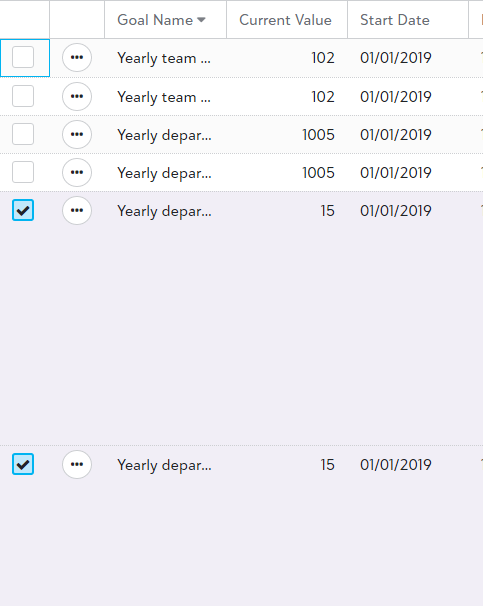 Goal Name Current Value Start Date
Yearly team ... 102 01/01/2019
Yearly team ... 102 01/01/2019
Yearly depar... 1005 01/01/2019
Yearly depar... 1005 01/01/2019
Yearly depar... 15 01/01/2019
Yearly depar... 15 01/01/2019